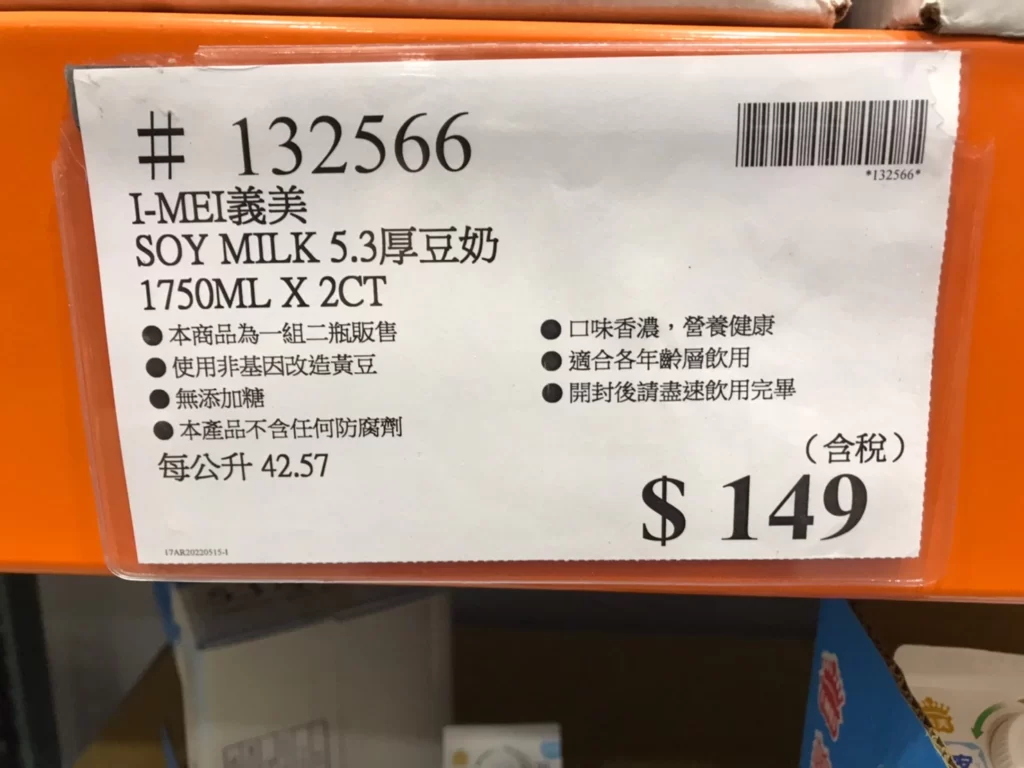 # 132566
*132566*
I-MEI義美
SOY MILK 5.3厚豆奶
1750ML X 2CT
●本商品為一組二瓶販售
●使用非基因改造黃豆
●無添加糖
●本產品不含任何防腐劑
●口味香濃，營養健康
●適合各年齡層飲用
●開封後請盡速飲用完畢
每公升 42.57
（含稅）
$ 149
17AR20220515-1